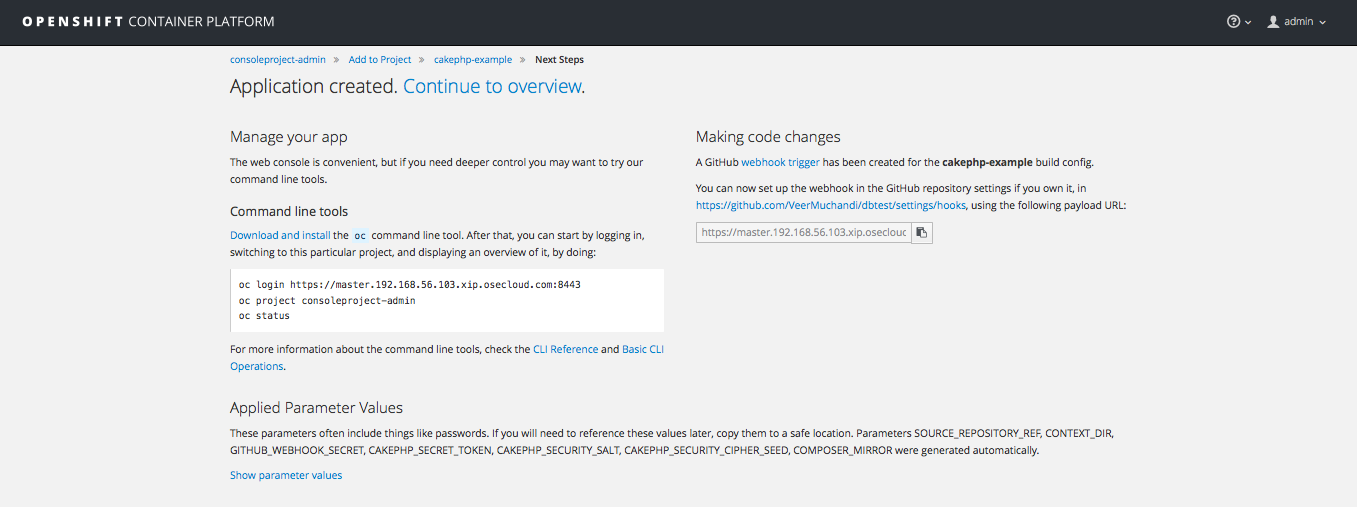 OPENSHIFT CONTAINER PLATFORM
? admin
consoleproject-admin » Add to Project » cakephp-example » Next Steps
Application created. Continue to overview.
Manage your app
The web console is convenient, but if you need deeper control you may want to try our
command line tools.
Command line tools
Download and install the oc command line tool. After that, you can start by logging in,
switching to this particular project, and displaying an overview of it, by doing:
oc login https://master.192.168.56.103.xip.osecloud.com:8443
oc project consoleproject-admin
oc status
For more information about the command line tools, check the CLI Reference and Basic CLI
Operations.
Making code changes
A GitHub webhook trigger has been created for the cakephp-example build config.
You can now set up the webhook in the GitHub repository settings if you own it, in
https://github.com/VeerMuchandi/dbtest/settings/hooks, using the following payload URL:
https://master.192.168.56.103.xip.osecloud
Applied Parameter Values
These parameters often include things like passwords. If you will need to reference these values later, copy them to a safe location. Parameters SOURCE_REPOSITORY_REF, CONTEXT_DIR,
GITHUB_WEBHOOK_SECRET, CAKEPHP_SECRET_TOKEN, CAKEPHP_SECURITY_SALT, CAKEPHP_SECURITY_CIPHER_SEED, COMPOSER_MIRROR were generated automatically.
Show parameter values